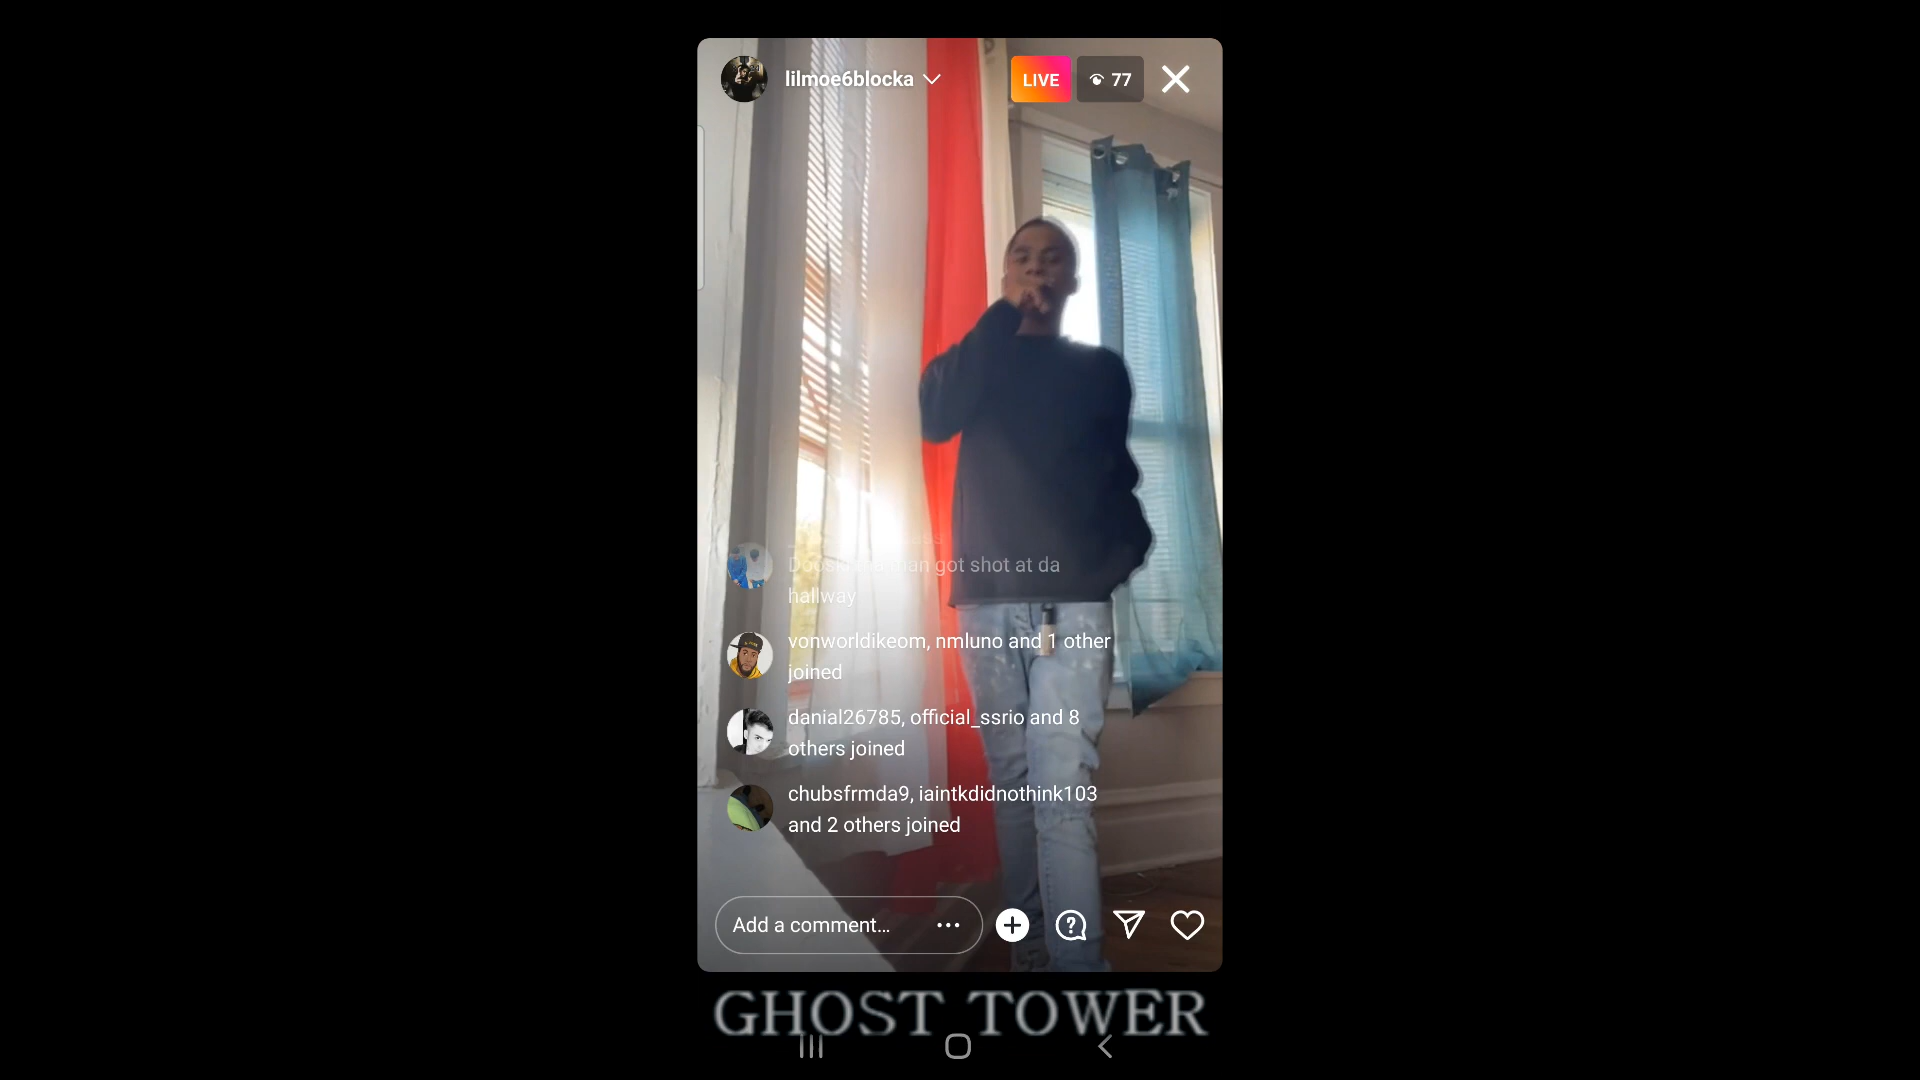 lilmoe6blocka
LIVE
77
man got shot at da
hallway
vonworldikeom, nmluno and 1 other
joined
danial26785, official_ssrio and 8
others joined
chubsfrmda9, iaintkdidnothink103
and 2 others joined
Add a comment...
GHOST TOWER